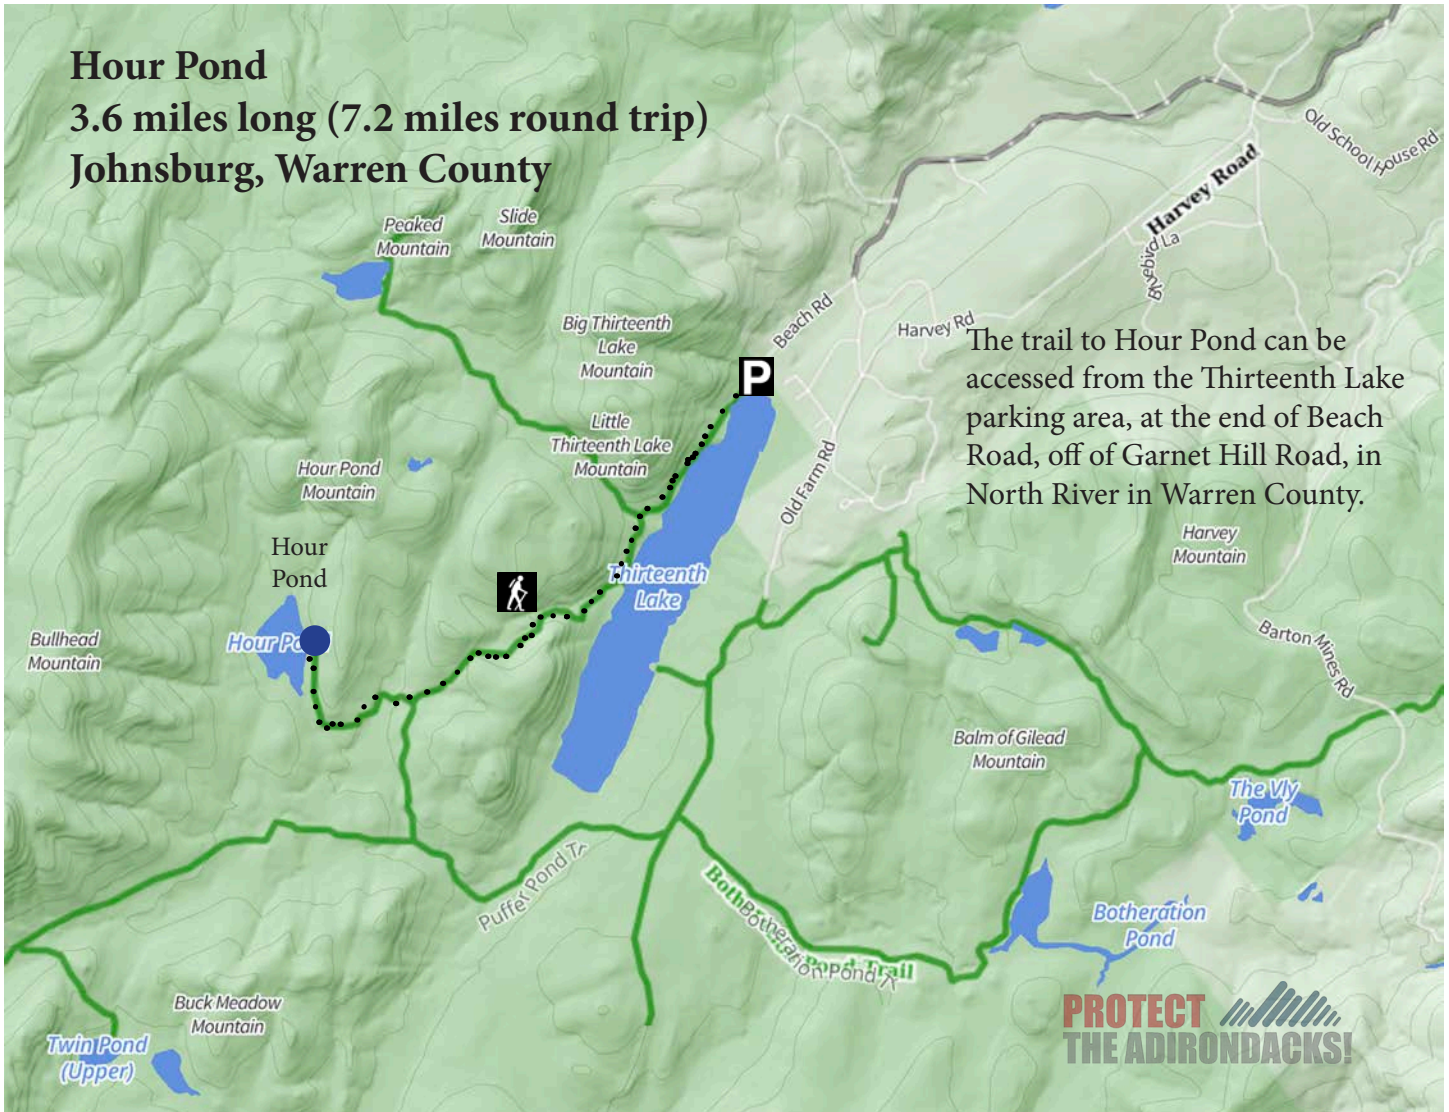 Hour Pond
3.6 miles long (7.2 miles round trip)
Johnsburg, Warren County
Old School House Rd
Harvey Road
Bluebird La
Peaked
Mountain
Slide
Mountain
Beach Rd
Harvey Rd
Big Thirteenth
Lake
Mountain
The trail to Hour Pond can be
accessed from the Thirteenth Lake
parking area, at the end of Beach
Road, off of Garnet Hill Road, in
North River in Warren County.
P
Little
Thirteenth Lake
Mountain
Old Farm Rd
Hour Pond
Mountain
Harvey
Mountain
Hour
Pond
Thirteenth
Lake
Hour Po
Bullhead
Mountain
Barton Mines Rd
Balm of Gilead
Mountain
The Vly
Pond
Puffer Pond Tr
Botheration Pond Trail
Botheration Pond Tr
Botheration
Pond
Buck Meadow
Mountain
Twin Pond
(Upper)
PROTECT
THE ADIRONDACKS!